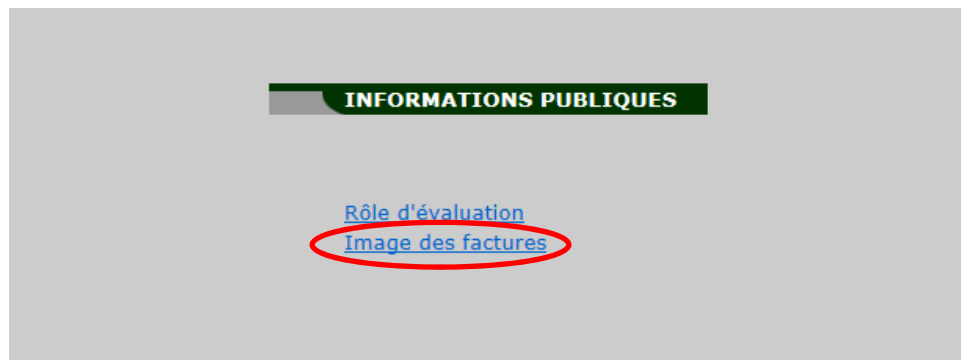 INFORMATIONS PUBLIQUES
Rôle d'évaluation
Image des factures